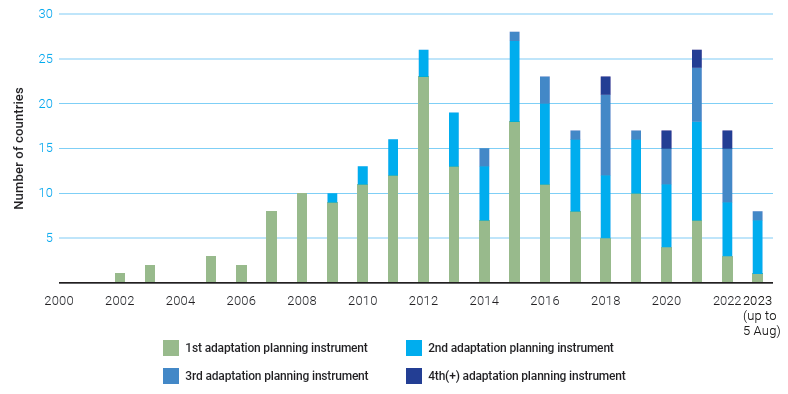 30
25
20
15
10
5
Number of countries
2000 2002 2004 2006 2008 2010 2012 2014 2016 2018 2020 2022 2023
(up to
5 Aug)
1st adaptation planning instrument 2nd adaptation planning instrument
3rd adaptation planning instrument 4th(+) adaptation planning instrument